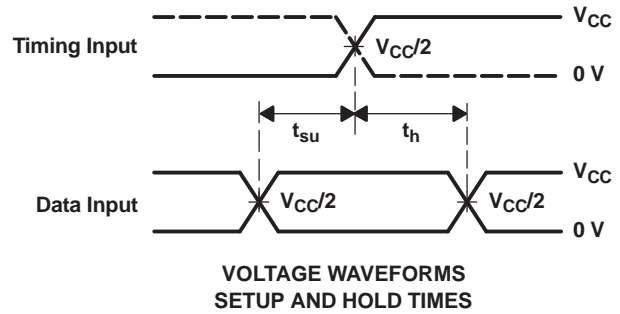 Timing Input
V_CC
V_CC/2
0 V
t_su
t_h
Data Input
V_CC
V_CC/2
V_CC/2
0 V
VOLTAGE WAVEFORMS
SETUP AND HOLD TIMES